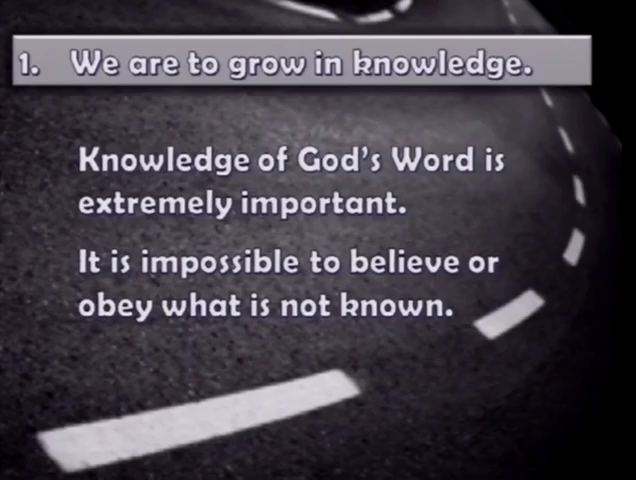 1. We are to grow in knowledge.
Knowledge of God's Word is
extremely important.
It is impossible to believe or
obey what is not known.